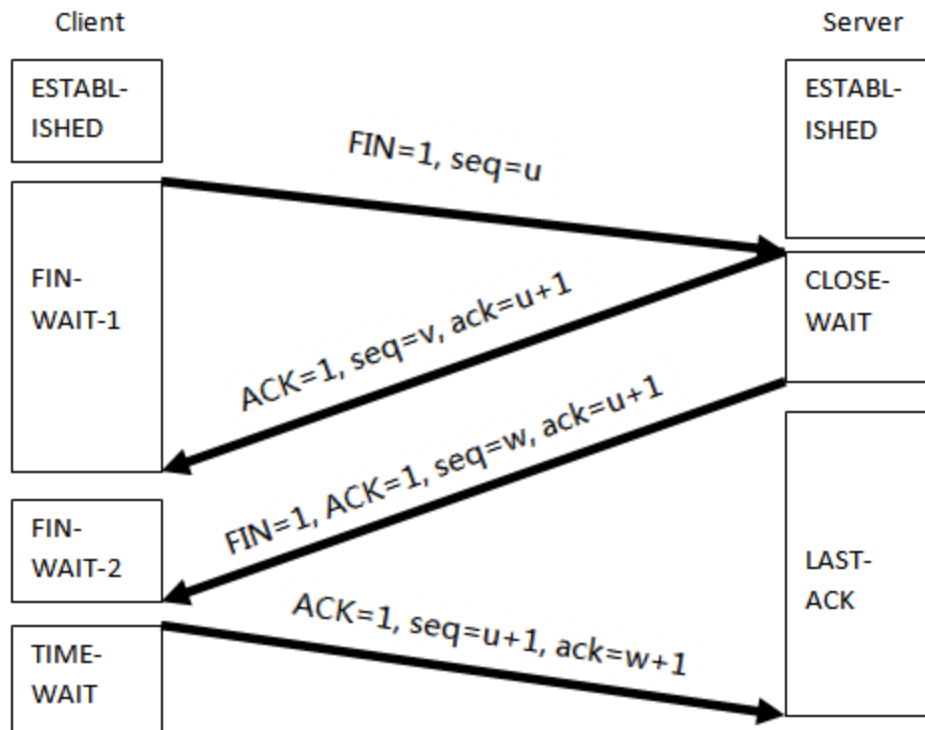 Client
Server
ESTABL-
ISHED
ESTABL-
ISHED
FIN=1, seq=u
FIN-
WAIT-1
CLOSE-
WAIT
ACK=1, seq=v, ack=u+1
FIN=1, ACK=1, seq=w, ack=u+1
FIN-
WAIT-2
LAST-
ACK
ACK=1, seq=u+1, ack=w+1
TIME-
WAIT